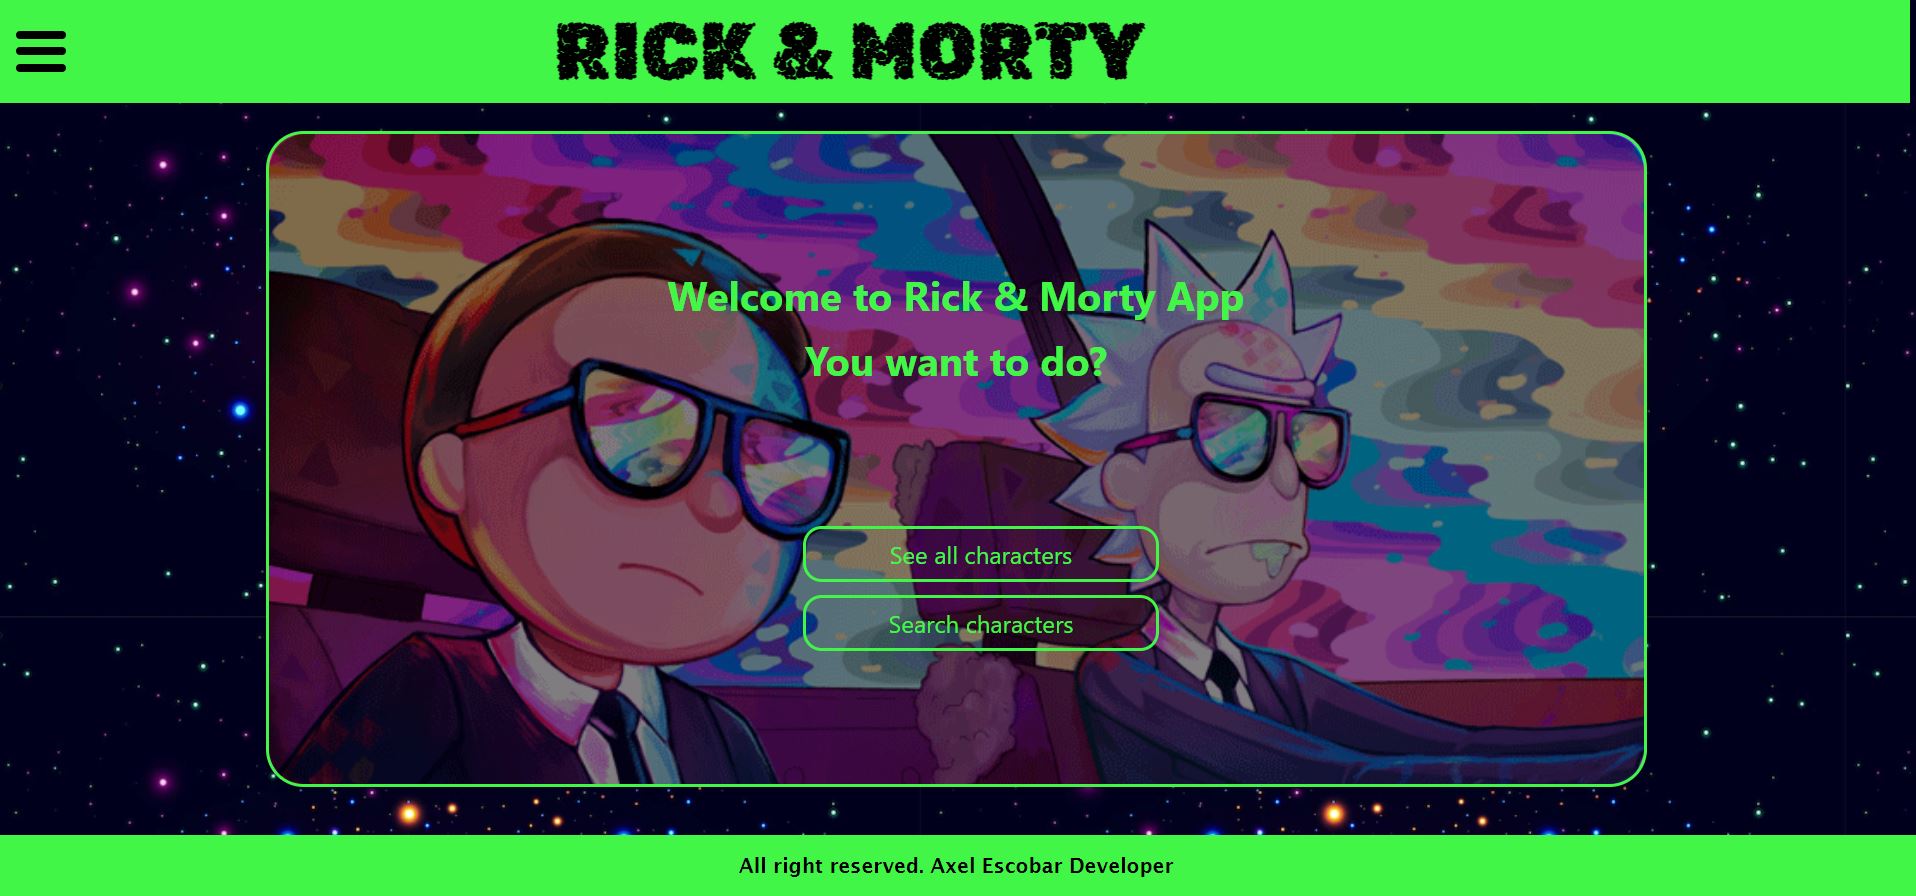 RICK & MORTY
Welcome to Rick & Morty App
You want to do?
See all characters
Search characters
All right reserved. Axel Escobar Developer